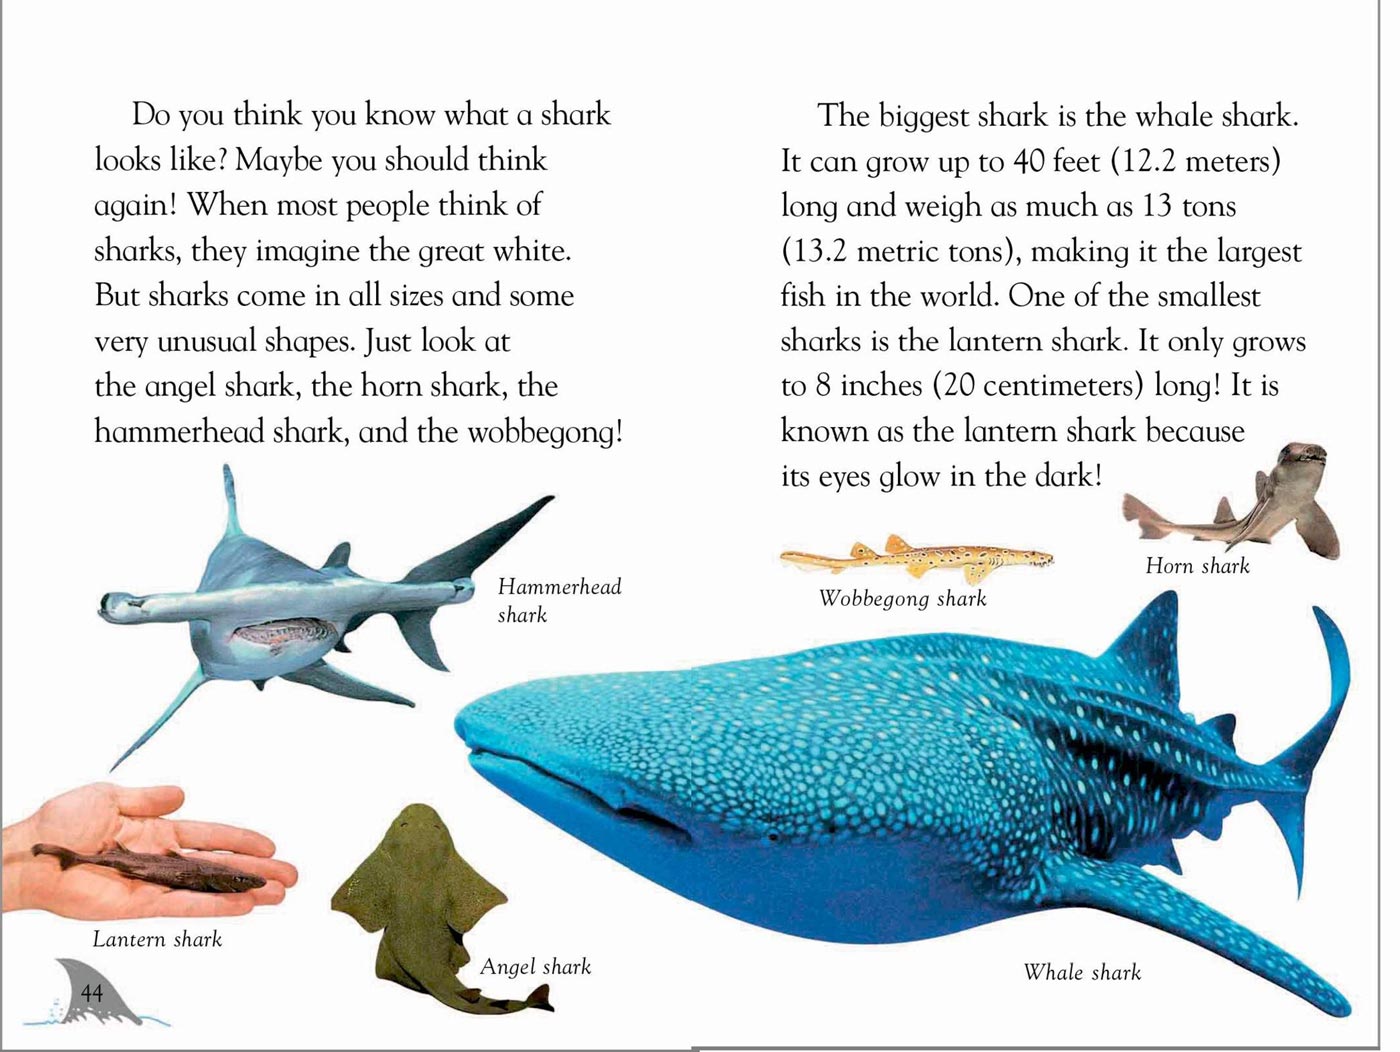 Do you think you know what a shark
looks like? Maybe you should think
again! When most people think of
sharks, they imagine the great white.
But sharks come in all sizes and some
very unusual shapes. Just look at
the angel shark, the horn shark, the
hammerhead shark, and the wobbegong!
Hammerhead
shark
Lantern shark
Angel shark
44
The biggest shark is the whale shark.
It can grow up to 40 feet (12.2 meters)
long and weigh as much as 13 tons
(13.2 metric tons), making it the largest
fish in the world. One of the smallest
sharks is the lantern shark. It only grows
to 8 inches (20 centimeters) long! It is
known as the lantern shark because
its eyes glow in the dark!
Horn shark
Wobbegong shark
Whale shark